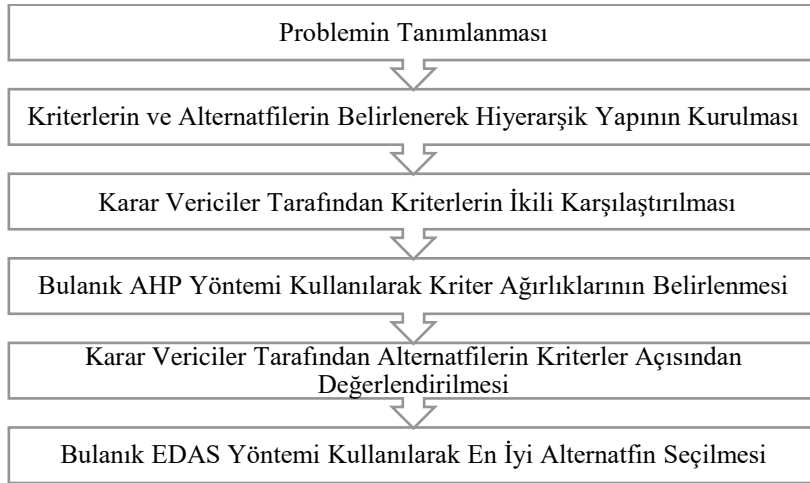 Problemin Tanımlanması
Kriterlerin ve Alternatfilerin Belirlenerek Hiyerarşik Yapının Kurulması
Karar Vericiler Tarafından Kriterlerin İkili Karşılaştırılması
Bulanık AHP Yöntemi Kullanılarak Kriter Ağırlıklarının Belirlenmesi
Karar Vericiler Tarafından Alternatfilerin Kriterler Açısından
Değerlendirilmesi
Bulanık EDAS Yöntemi Kullanılarak En İyi Alternatfin Seçilmesi